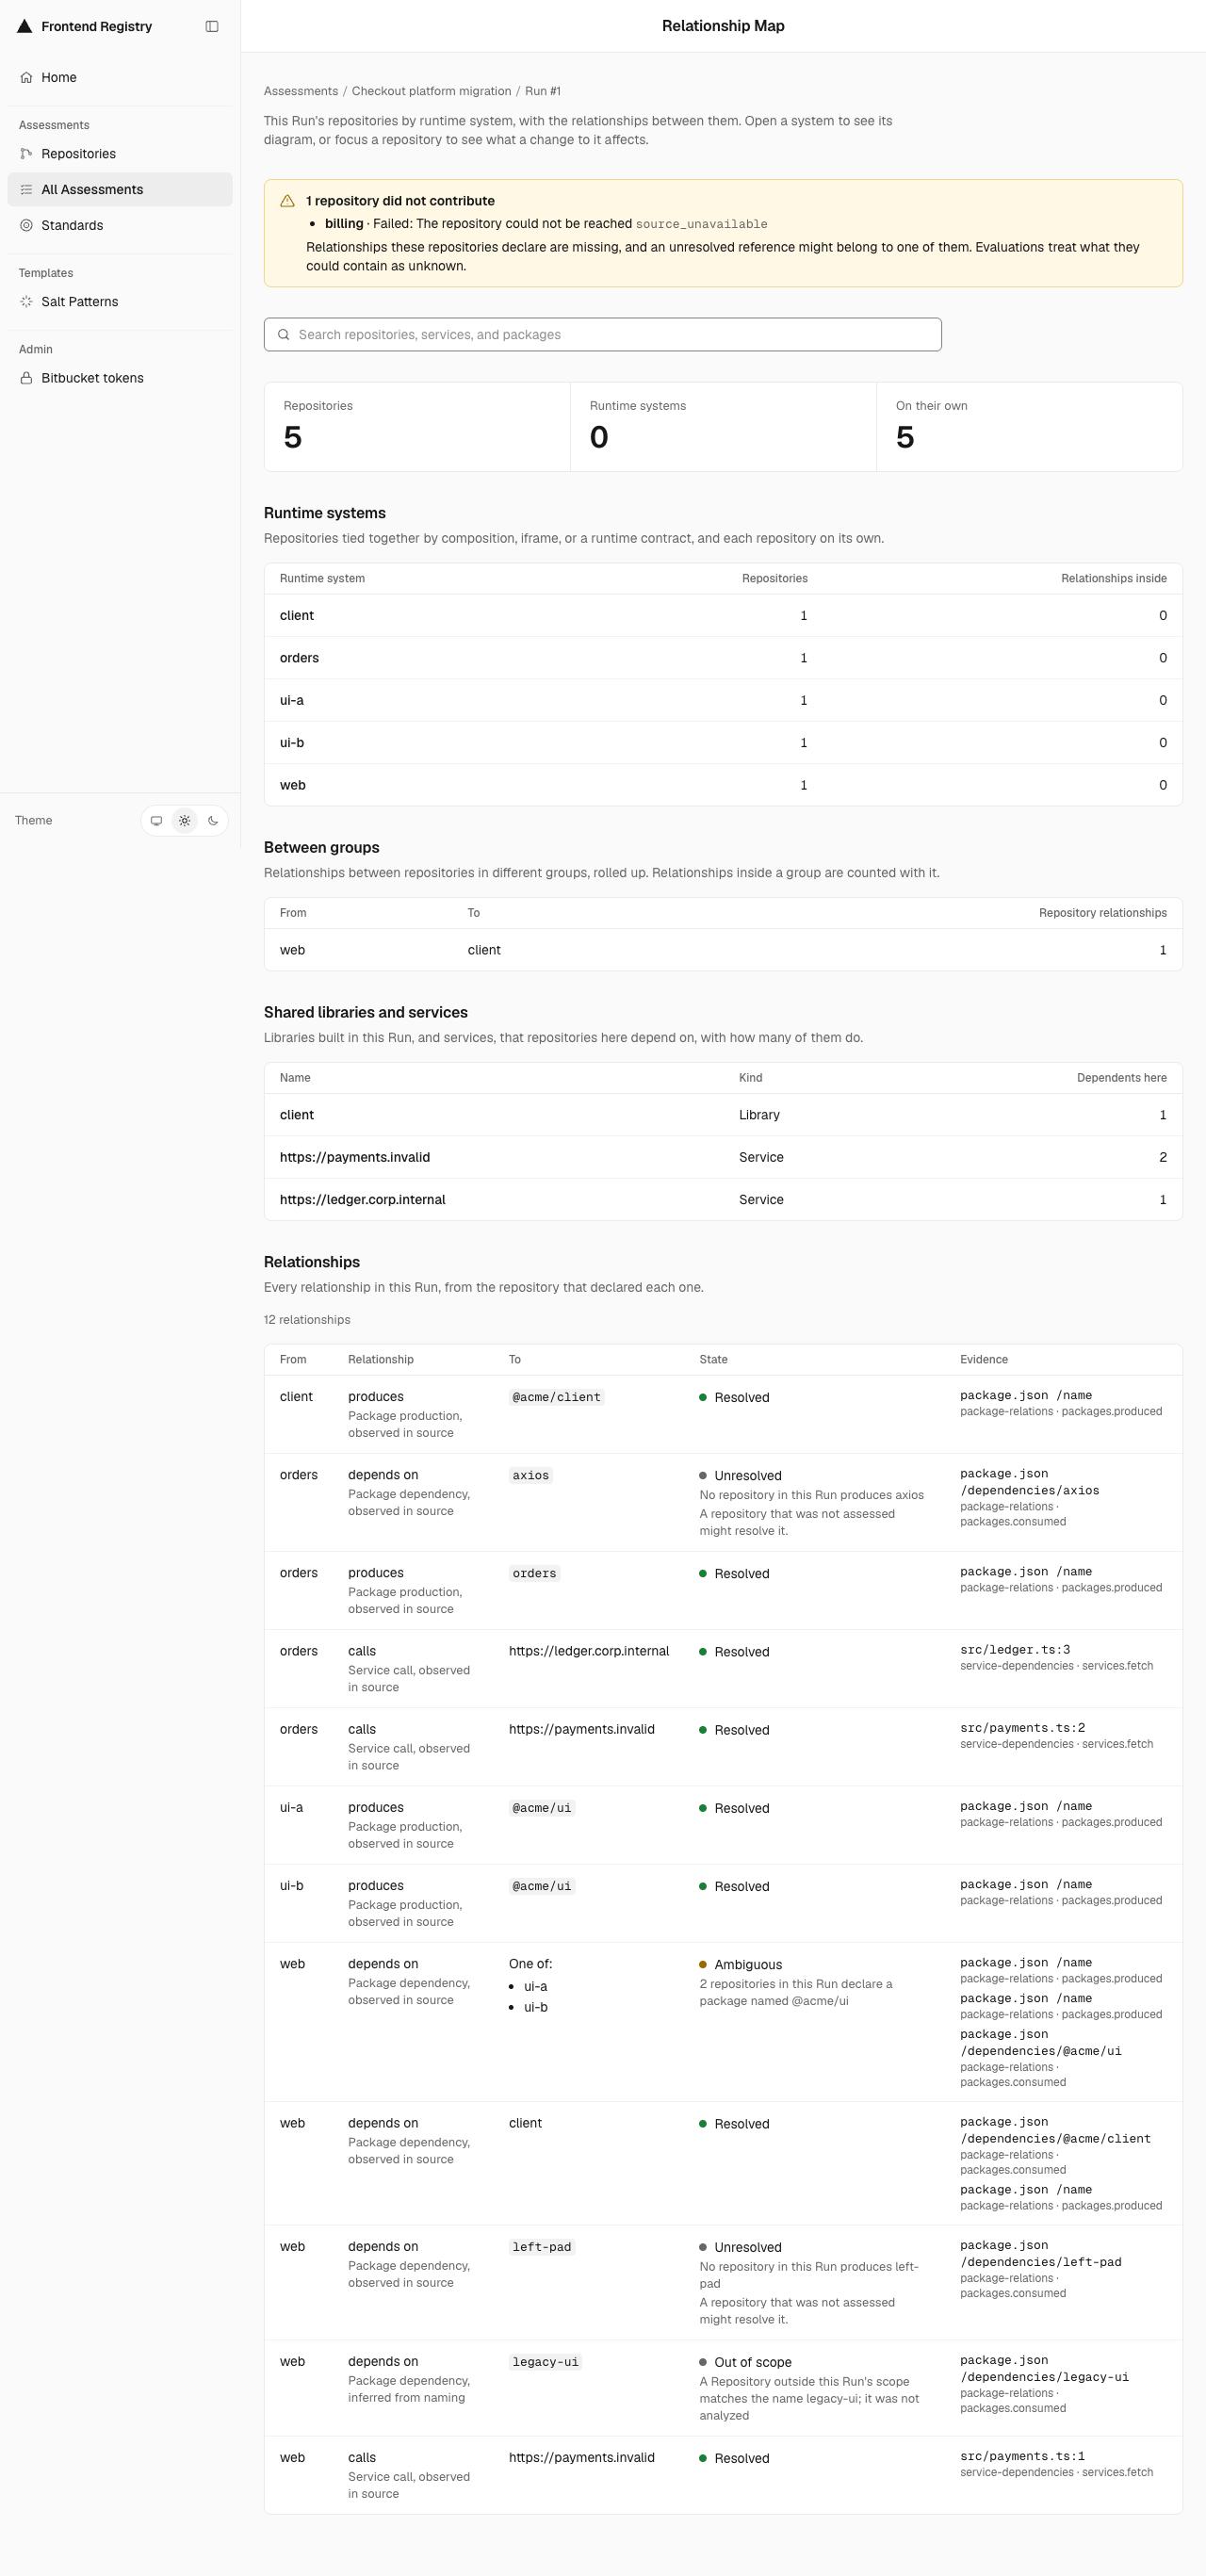 Frontend Registry
Relationship Map
Home
Assessments
Repositories
All Assessments
Standards
Templates
Salt Patterns
Admin
Bitbucket tokens
Theme
Assessments / Checkout platform migration / Run #1
This Run's repositories by runtime system, with the relationships between them. Open a system to see its
diagram, or focus a repository to see what a change to it affects.
1 repository did not contribute
• billing · Failed: The repository could not be reached source_unavailable
Relationships these repositories declare are missing, and an unresolved reference might belong to one of them. Evaluations treat what they
could contain as unknown.
Search repositories, services, and packages
Repositories
5
Runtime systems
0
On their own
5
Runtime systems
Repositories tied together by composition, iframe, or a runtime contract, and each repository on its own.
Runtime system Repositories Relationships inside
client 1 0
orders 1 0
ui-a 1 0
ui-b 1 0
web 1 0
Between groups
Relationships between repositories in different groups, rolled up. Relationships inside a group are counted with it.
From To Repository relationships
web client 1
Shared libraries and services
Libraries built in this Run, and services, that repositories here depend on, with how many of them do.
Name Kind Dependents here
client Library 1
https://payments.invalid Service 2
https://ledger.corp.internal Service 1
Relationships
Every relationship in this Run, from the repository that declared each one.
12 relationships
From Relationship To State Evidence
client produces @acme/client Resolved package.json /name
Package production, package-relations · packages.produced
observed in source
orders depends on axios Unresolved package.json
Package dependency, No repository in this Run produces axios /dependencies/axios
observed in source A repository that was not assessed package-relations ·
might resolve it. packages.consumed
orders produces orders Resolved package.json /name
Package production, package-relations · packages.produced
observed in source
orders calls https://ledger.corp.internal Resolved src/ledger.ts:3
Service call, observed service-dependencies · services.fetch
in source
orders calls https://payments.invalid Resolved src/payments.ts:2
Service call, observed service-dependencies · services.fetch
in source
ui-a produces @acme/ui Resolved package.json /name
Package production, package-relations · packages.produced
observed in source
ui-b produces @acme/ui Resolved package.json /name
Package production, package-relations · packages.produced
observed in source
web depends on One of: Ambiguous package.json /name
Package dependency, • ui-a 2 repositories in this Run declare a package-relations · packages.produced
observed in source • ui-b package named @acme/ui package.json /name
package-relations · packages.produced
package.json
/dependencies/@acme/ui
package-relations ·
packages.consumed
web depends on client Resolved package.json
Package dependency, /dependencies/@acme/client
observed in source package-relations ·
packages.consumed
package.json /name
package-relations · packages.produced
web depends on left-pad Unresolved package.json
Package dependency, No repository in this Run produces left- /dependencies/left-pad
observed in source pad package-relations ·
A repository that was not assessed packages.consumed
might resolve it.
web depends on legacy-ui Out of scope package.json
Package dependency, A Repository outside this Run's scope /dependencies/legacy-ui
inferred from naming matches the name legacy-ui; it was not package-relations ·
analyzed packages.consumed
web calls https://payments.invalid Resolved src/payments.ts:1
Service call, observed service-dependencies · services.fetch
in source